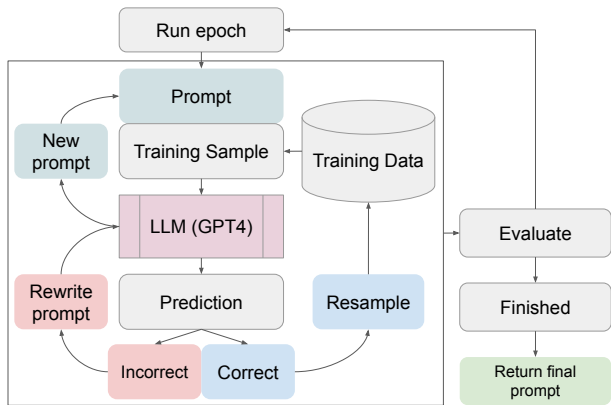 Run epoch
Prompt
New
prompt
Training Sample
Training Data
LLM (GPT4)
Evaluate
Rewrite
prompt
Prediction
Resample
Finished
Incorrect
Correct
Return final
prompt